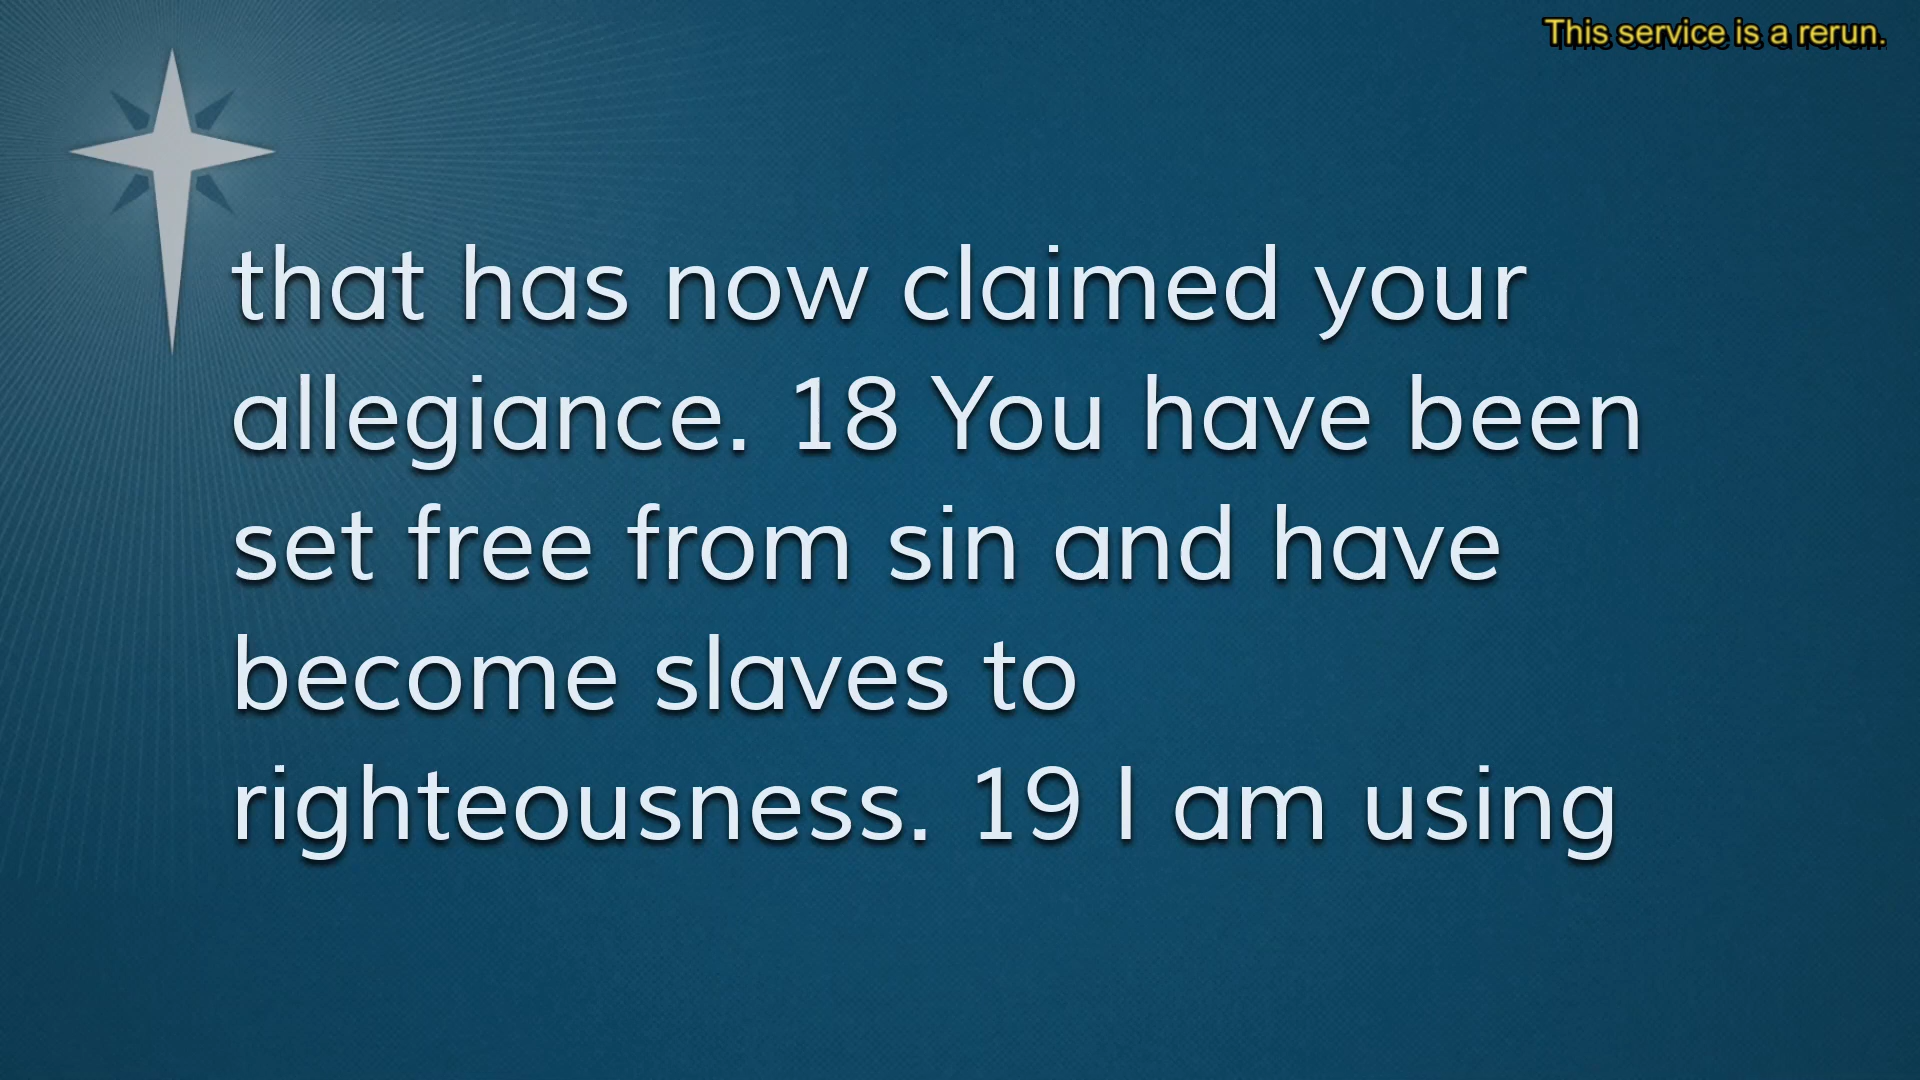 This service is a rerun.
that has now claimed your
allegiance. 18 You have been
set free from sin and have
become slaves to
righteousness. 19 I am using